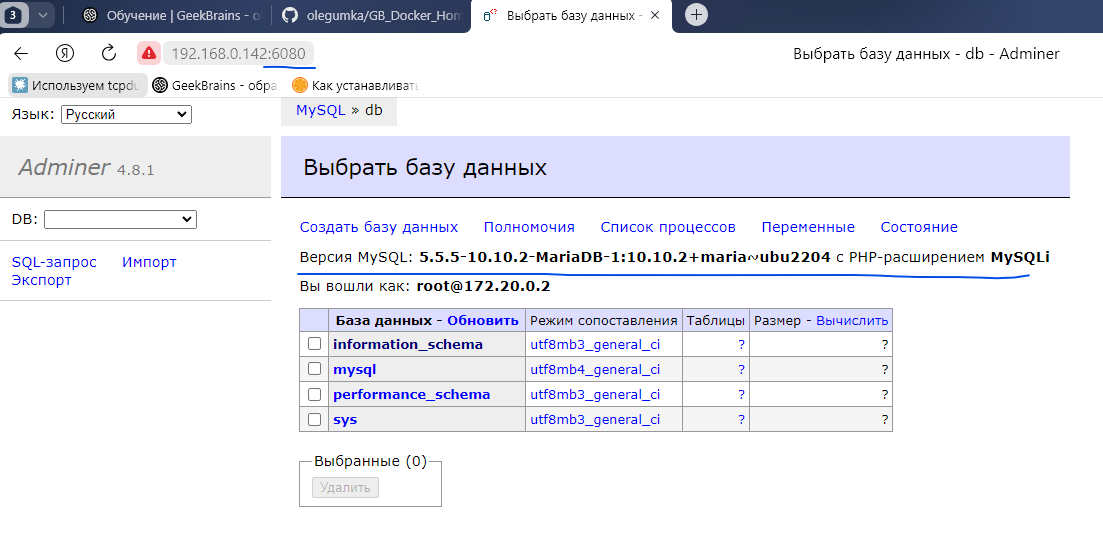 3
Обучение | GeekBrains - о
olegumka/GB_Docker_Hom
Выбрать базу данных -
192.168.0.142:6080
Выбрать базу данных - db - Adminer
Используем tcpdu
GeekBrains - обра
Как устанавливать
Язык: Русский
MySQL » db
Adminer 4.8.1
Выбрать базу данных
DB:
Создать базу данных Полномочия Список процессов Переменные Состояние
SQL-запрос Импорт
Экспорт
Версия MySQL: 5.5.5-10.10.2-MariaDB-1:10.10.2+maria~ubu2204 с PHP-расширением MySQLi
Вы вошли как: root@172.20.0.2
База данных - Обновить Режим сопоставления Таблицы Размер - Вычислить
information_schema utf8mb3_general_ci ? ?
mysql utf8mb4_general_ci ? ?
performance_schema utf8mb3_general_ci ? ?
sys utf8mb3_general_ci ? ?
Выбранные (0)
Удалить